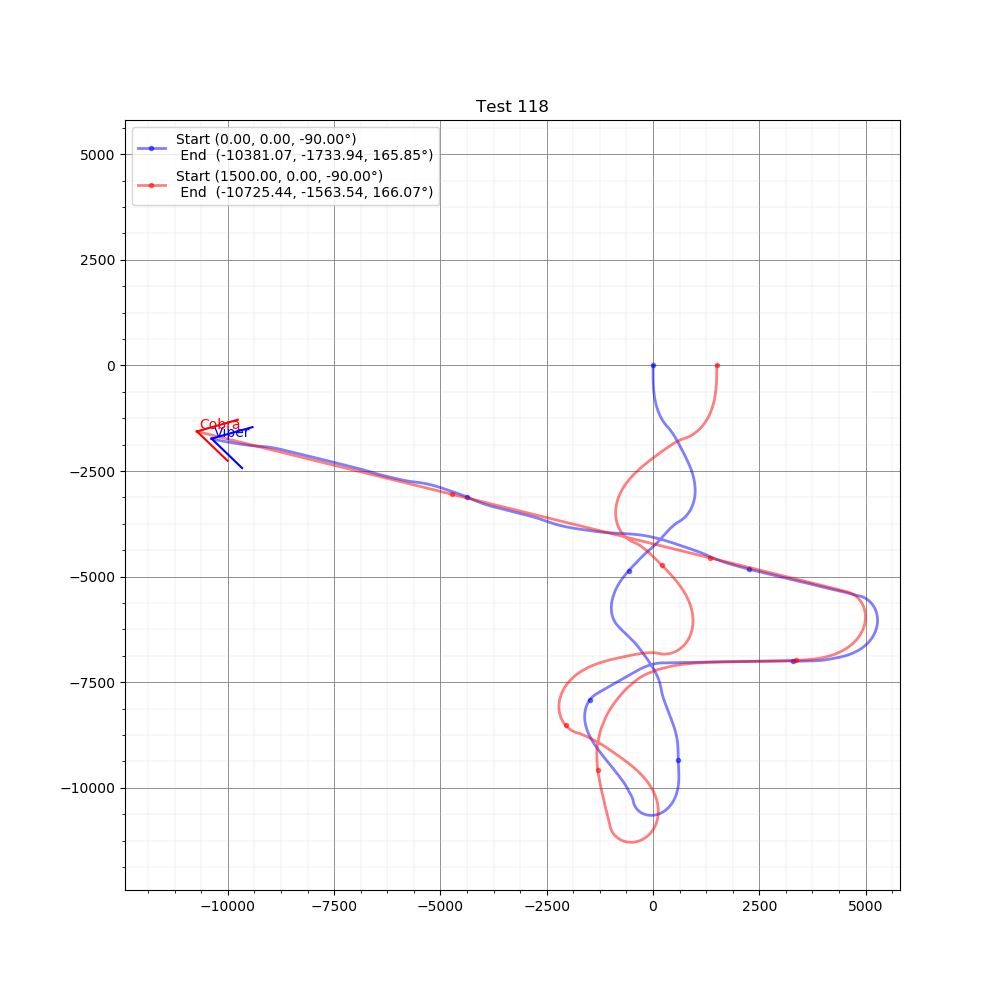 Test 118
Start (0.00, 0.00, -90.00°)
End  (-10381.07, -1733.94, 165.85°)
Start (1500.00, 0.00, -90.00°)
End  (-10725.44, -1563.54, 166.07°)
5000
2500
0
−2500
−5000
−7500
−10000
Cobra
Viper
−10000 −7500 −5000 −2500 0 2500 5000